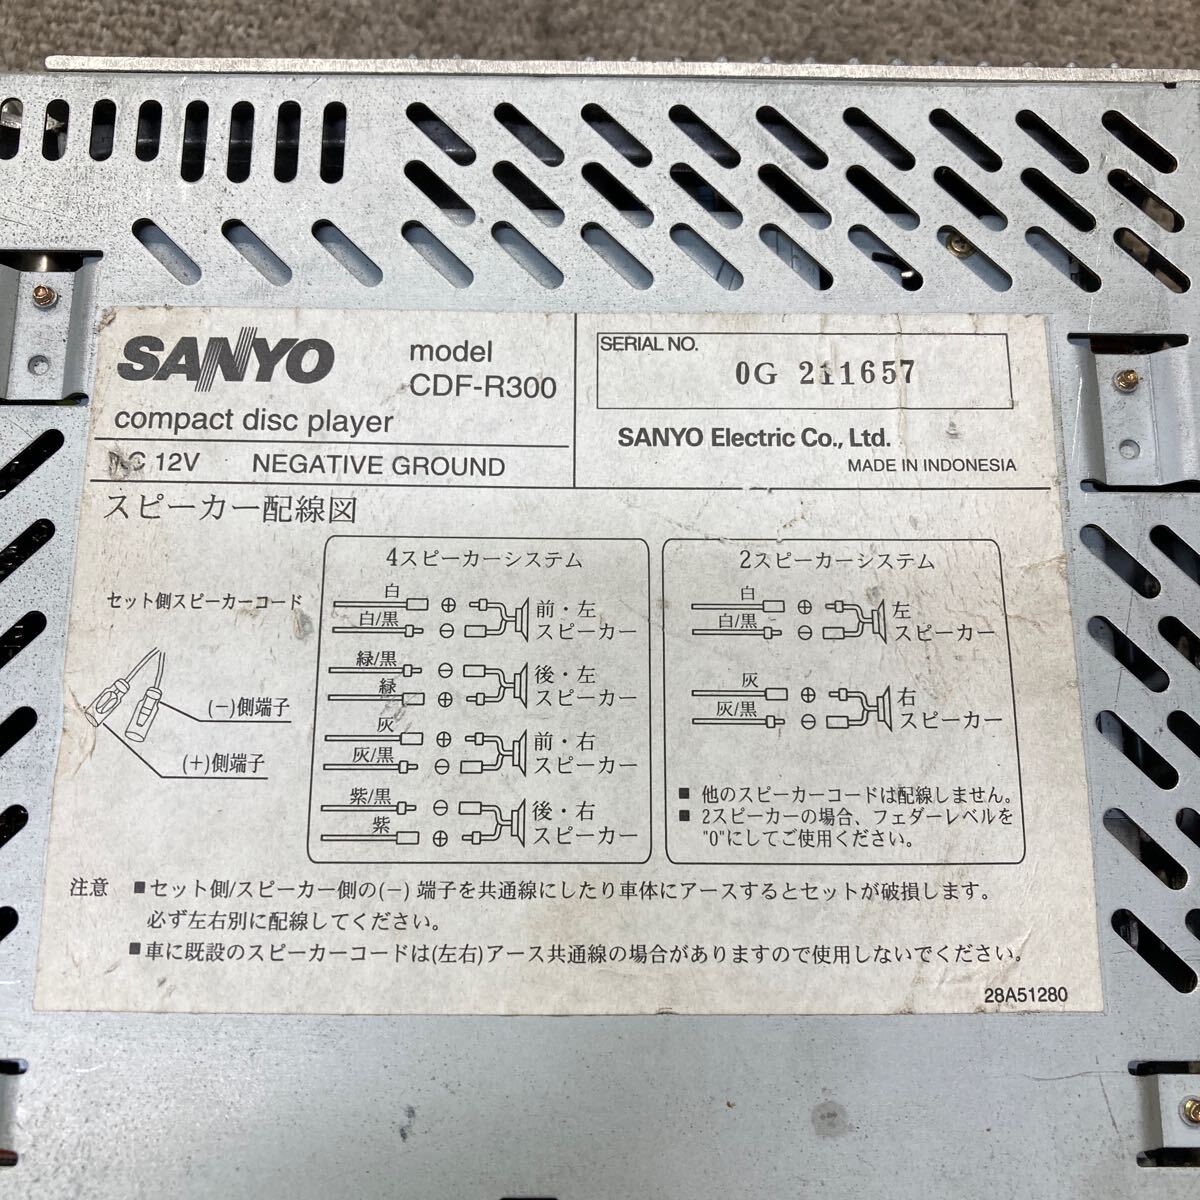 SANYO
model
CDF-R300
compact disc player
12V NEGATIVE GROUND
SERIAL NO.
0G 211657
SANYO Electric Co., Ltd.
MADE IN INDONESIA
スピーカー配線図
セット側スピーカーコード
(−)側端子
(+)側端子
4スピーカーシステム
白 ⊕ 前・左
白/黒 ⊖ スピーカー
緑/黒 ⊖ 後・左
緑 ⊕ スピーカー
灰 ⊕ 前・右
灰/黒 ⊖ スピーカー
紫/黒 ⊖ 後・右
紫 ⊕ スピーカー
2スピーカーシステム
白 ⊕ 左
白/黒 ⊖ スピーカー
灰 ⊕ 右
灰/黒 ⊖ スピーカー
■ 他のスピーカーコードは配線しません。
■ 2スピーカーの場合、フェダーレベルを
"0"にしてご使用ください。
注意 ■セット側/スピーカー側の(−) 端子を共通線にしたり車体にアースするとセットが破損します。
必ず左右別に配線してください。
■車に既設のスピーカーコードは(左右)アース共通線の場合がありますので使用しないでください。
28A51280